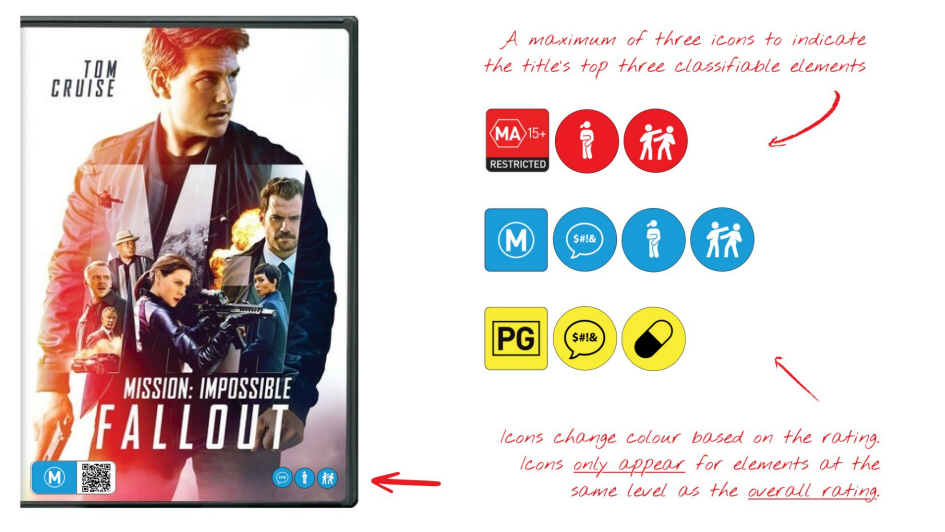 TOM
CRUISE
MISSION: IMPOSSIBLE
FALLOUT
M
A maximum of three icons to indicate
the title's top three classifiable elements
MA 15+
RESTRICTED
M
$#!&
PG
$#!&
Icons change colour based on the rating.
Icons only appear for elements at the
same level as the overall rating.